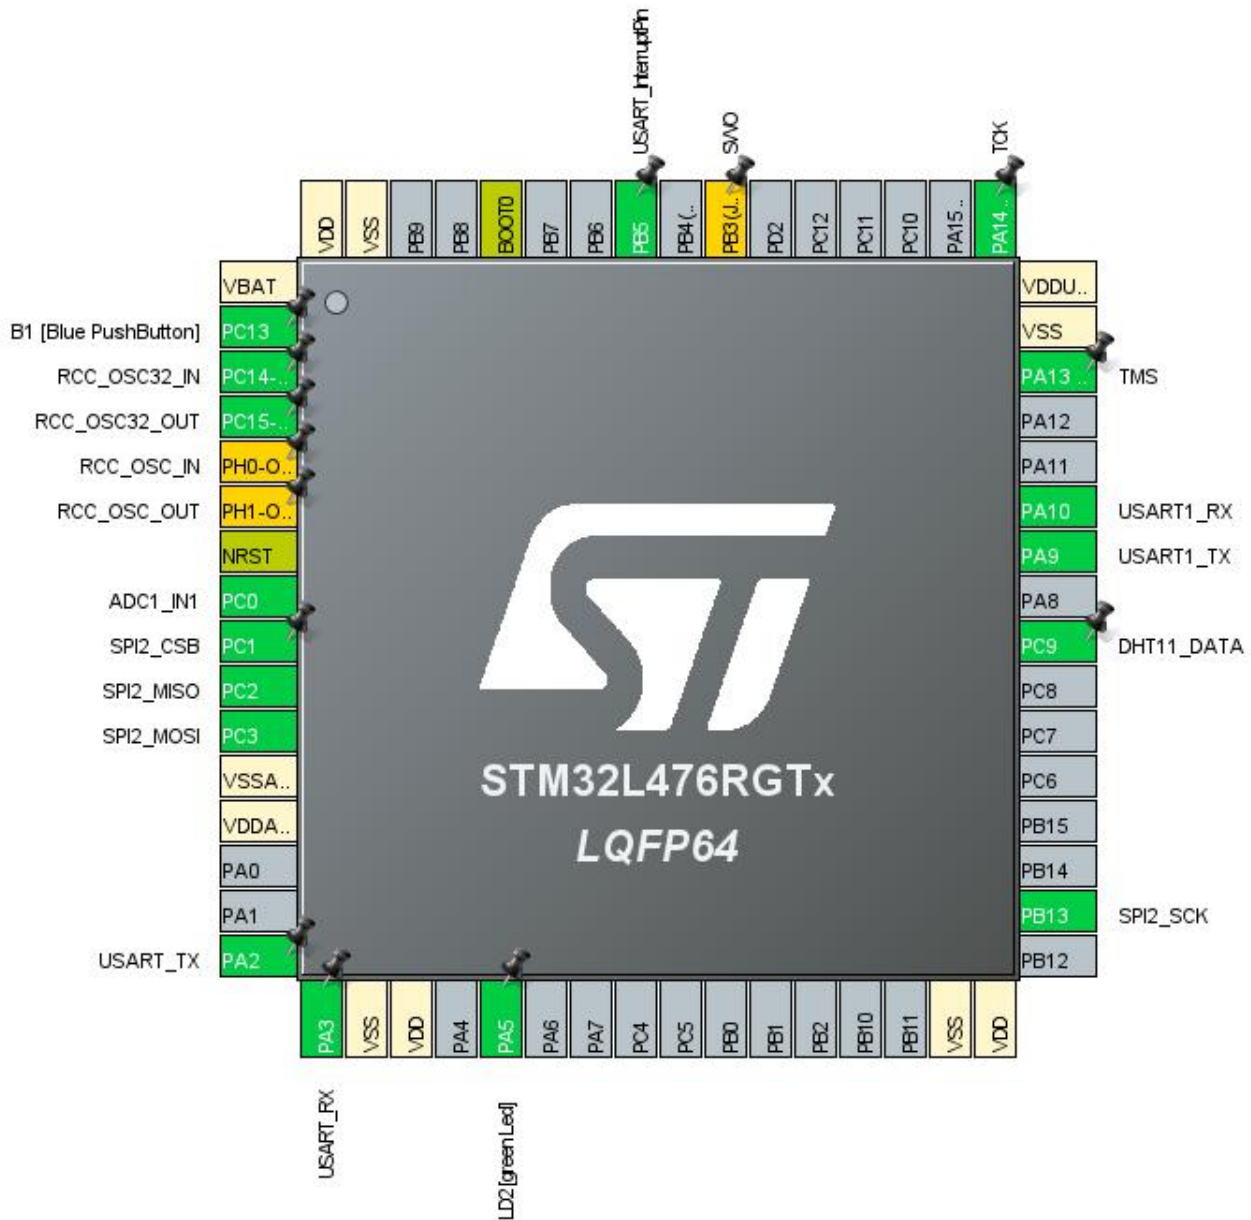 USART_InterruptPin
SWO
TCK
VDD
VSS
PB9
PB8
BOOT0
PB7
PB6
PB5
PB4(..
PB3(J..
PD2
PC12
PC11
PC10
PA15..
PA14..
VBAT
B1 [Blue PushButton] PC13
RCC_OSC32_IN PC14-..
RCC_OSC32_OUT PC15-..
RCC_OSC_IN PH0-O..
RCC_OSC_OUT PH1-O..
NRST
ADC1_IN1 PC0
SPI2_CSB PC1
SPI2_MISO PC2
SPI2_MOSI PC3
VSSA..
VDDA..
PA0
PA1
USART_TX PA2
VDDU..
VSS
PA13.. TMS
PA12
PA11
PA10 USART1_RX
PA9 USART1_TX
PA8
PC9 DHT11_DATA
PC8
PC7
PC6
PB15
PB14
PB13 SPI2_SCK
PB12
ST
STM32L476RGTx
LQFP64
PA3
VSS
VDD
PA4
PA5
PA6
PA7
PC4
PC5
PB0
PB1
PB2
PB10
PB11
VSS
VDD
USART_RX
LD2 [green Led]